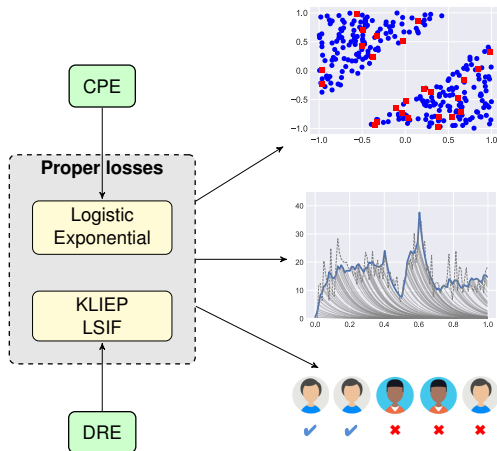 CPE
Proper losses
Logistic
Exponential
KLIEP
LSIF
DRE
1.0
0.5
0.0
−0.5
−1.0
−1.0 −0.5 0.0 0.5 1.0
40
30
20
10
0
0.0 0.2 0.4 0.6 0.8 1.0